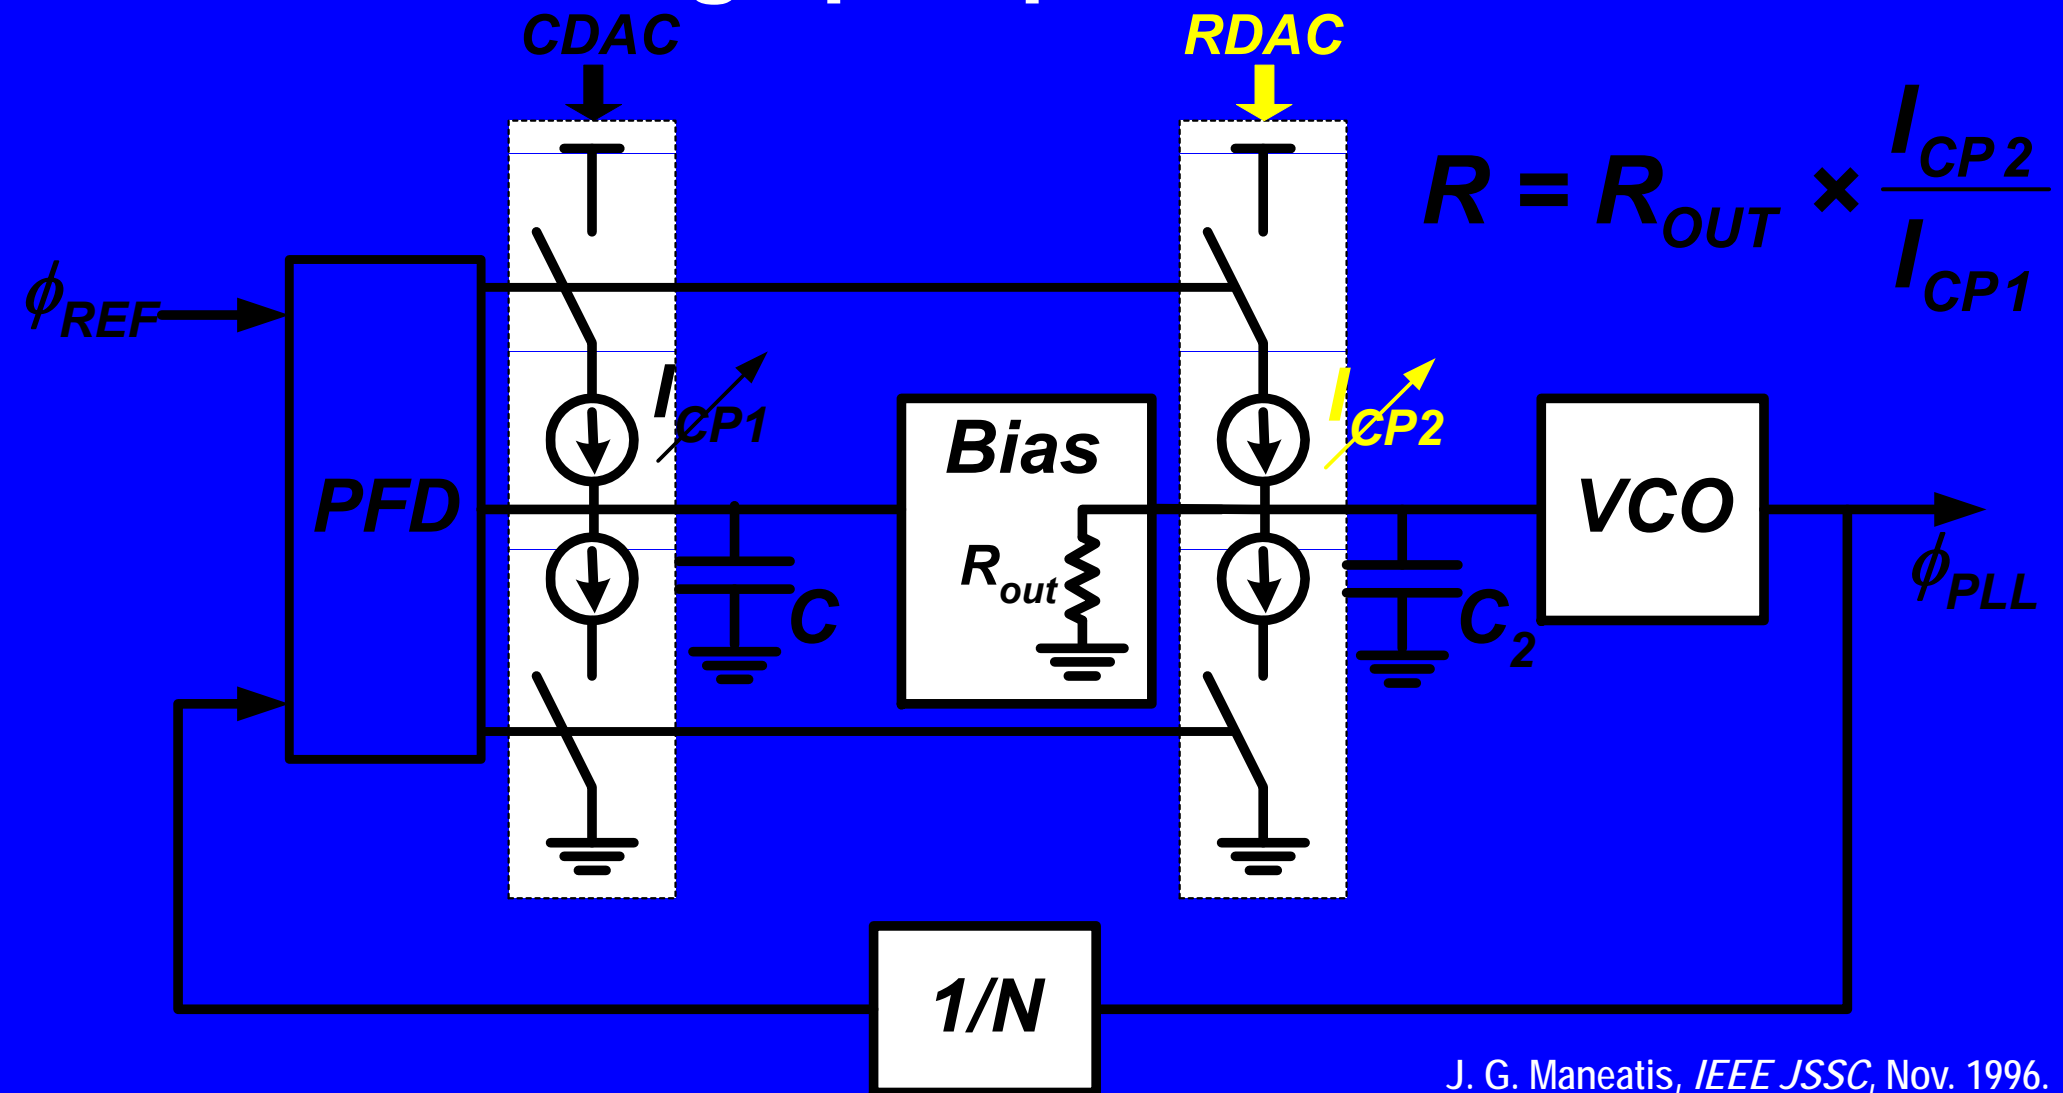 CDAC
RDAC
R = R_OUT × I_CP2 / I_CP1
ϕ_REF
I_CP1
I_CP2
PFD
Bias
R_out
VCO
C
C_2
ϕ_PLL
1/N
J. G. Maneatis, IEEE JSSC, Nov. 1996.